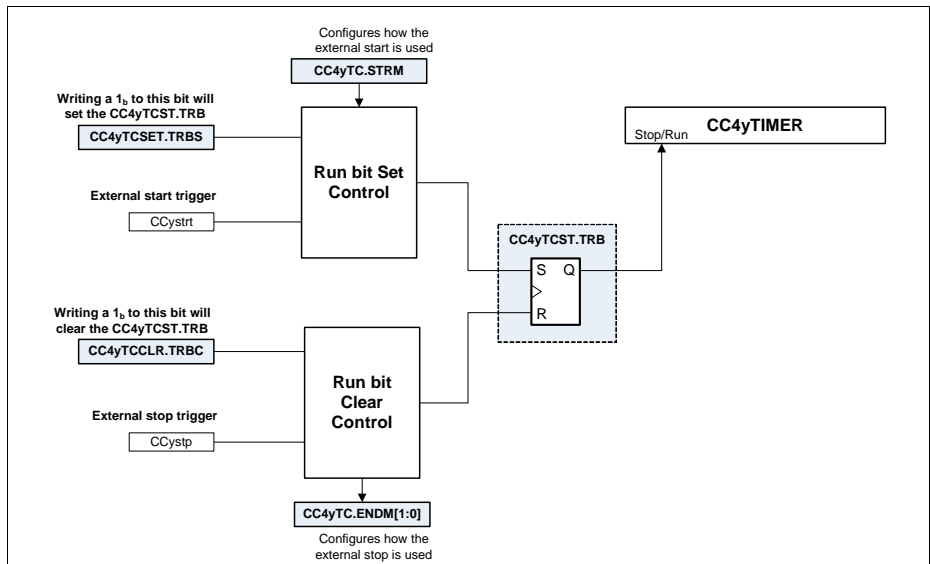 Configures how the
external start is used
CC4yTC.STRM
Writing a 1b to this bit will
set the CC4yTCST.TRB
CC4yTCSET.TRBS
Run bit Set
Control
External start trigger
CCystrt
CC4yTIMER
Stop/Run
CC4yTCST.TRB
S Q
R
Writing a 1b to this bit will
clear the CC4yTCST.TRB
CC4yTCCLR.TRBC
Run bit
Clear
Control
External stop trigger
CCystp
CC4yTC.ENDM[1:0]
Configures how the
external stop is used